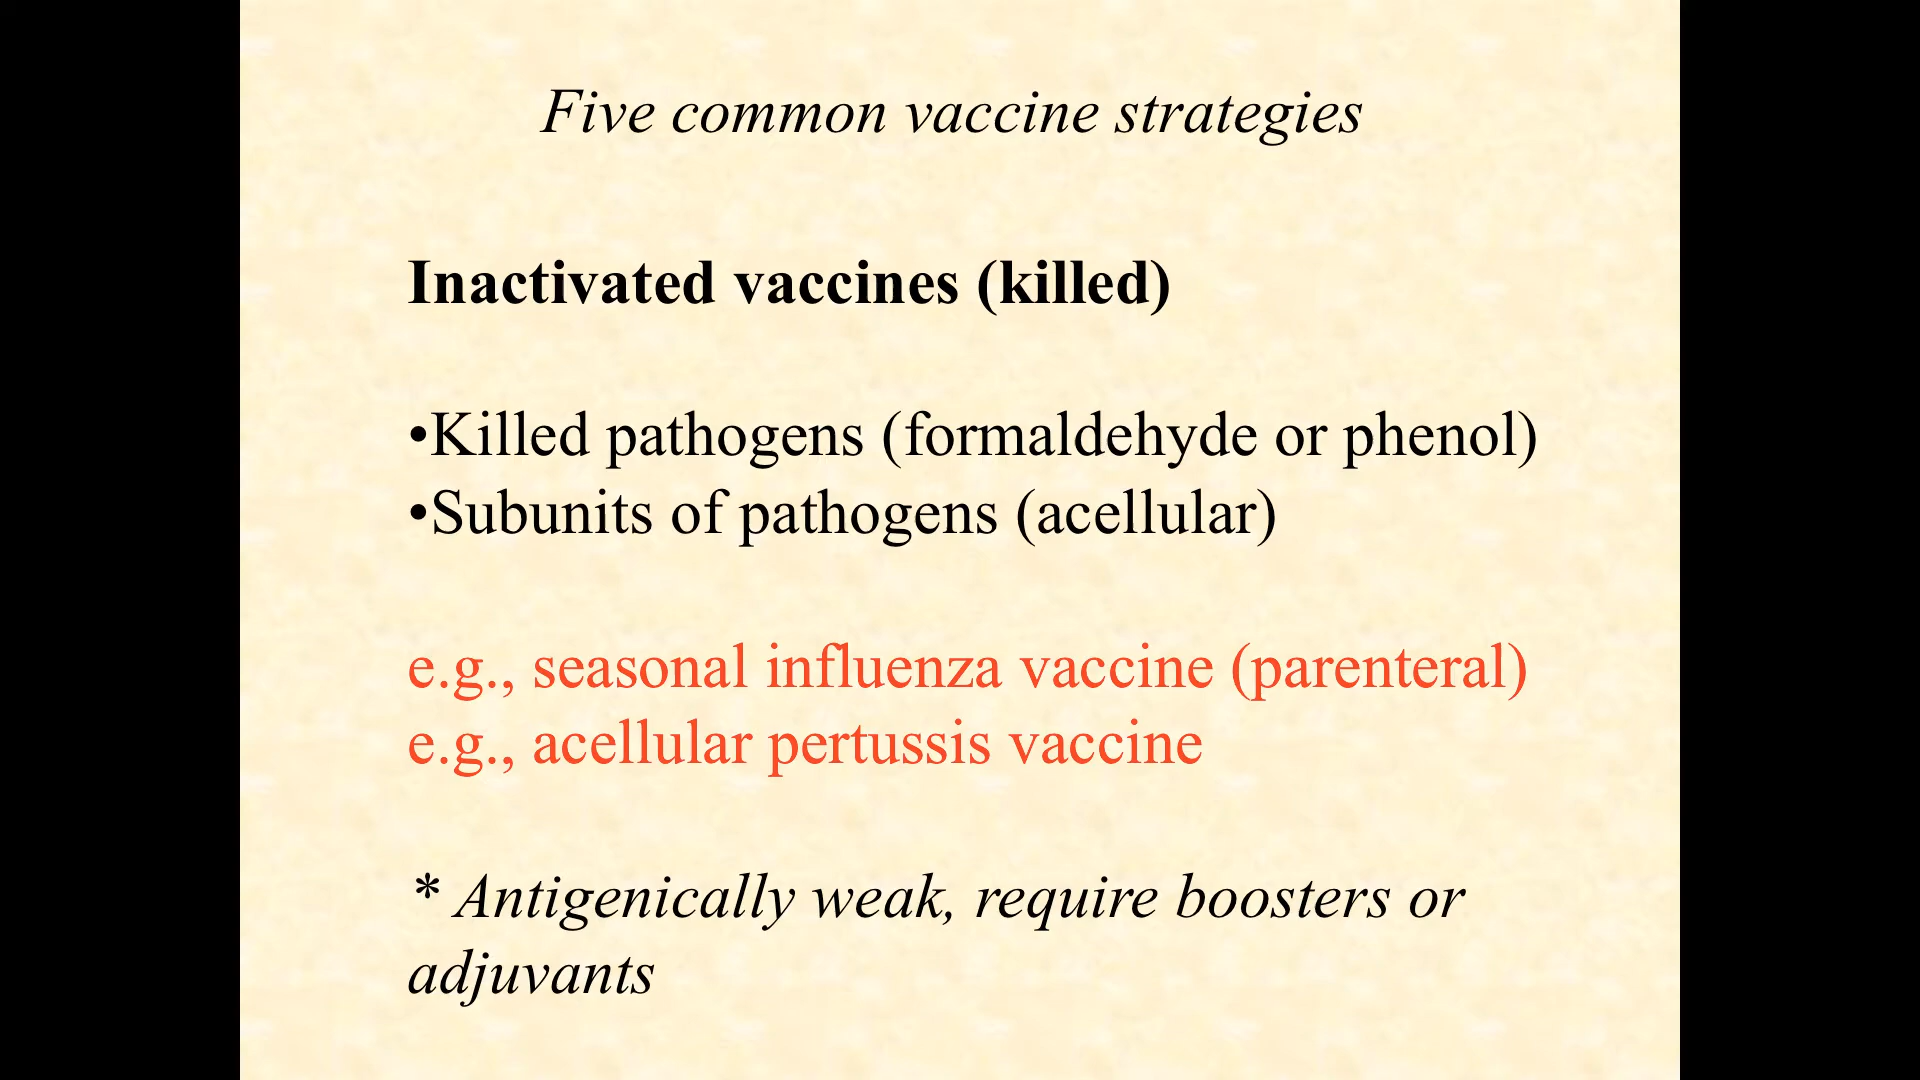 Five common vaccine strategies
Inactivated vaccines (killed)
•Killed pathogens (formaldehyde or phenol)
•Subunits of pathogens (acellular)
e.g., seasonal influenza vaccine (parenteral)
e.g., acellular pertussis vaccine
* Antigenically weak, require boosters or
adjuvants